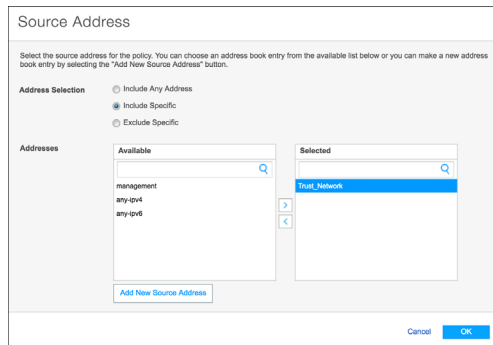 Source Address
Select the source address for the policy. You can choose an address book entry from the available list below or you can make a new address
book entry by selecting the "Add New Source Address" button.
Address Selection
Include Any Address
Include Specific
Exclude Specific
Addresses
Available
Selected
management
Trust_Network
any-ipv4
any-ipv6
>
<
Add New Source Address
Cancel
OK